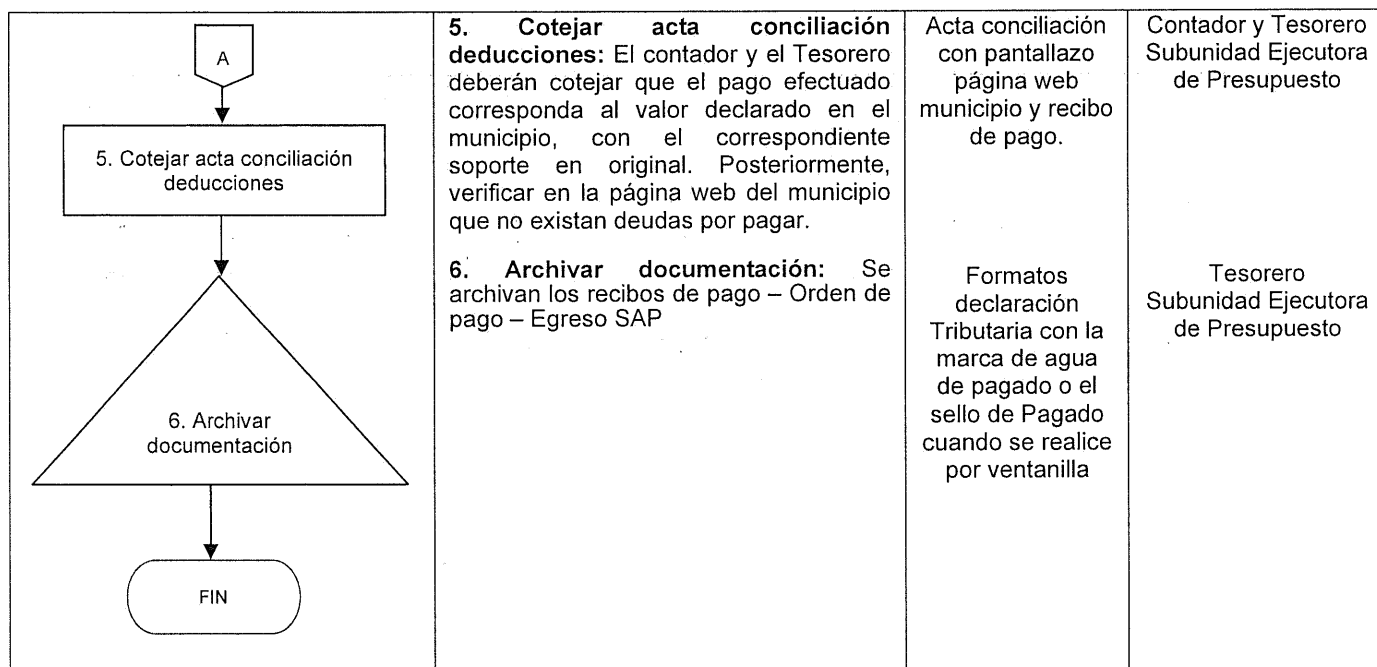 A
5. Cotejar acta conciliación
deducciones
6. Archivar
documentación
FIN
5. Cotejar acta conciliación
deducciones: El contador y el Tesorero
deberán cotejar que el pago efectuado
corresponda al valor declarado en el
municipio, con el correspondiente
soporte en original. Posteriormente,
verificar en la página web del municipio
que no existan deudas por pagar.
6. Archivar documentación: Se
archivan los recibos de pago – Orden de
pago – Egreso SAP
Acta conciliación
con pantallazo
página web
municipio y recibo
de pago.
Formatos
declaración
Tributaria con la
marca de agua
de pagado o el
sello de Pagado
cuando se realice
por ventanilla
Contador y Tesorero
Subunidad Ejecutora
de Presupuesto
Tesorero
Subunidad Ejecutora
de Presupuesto